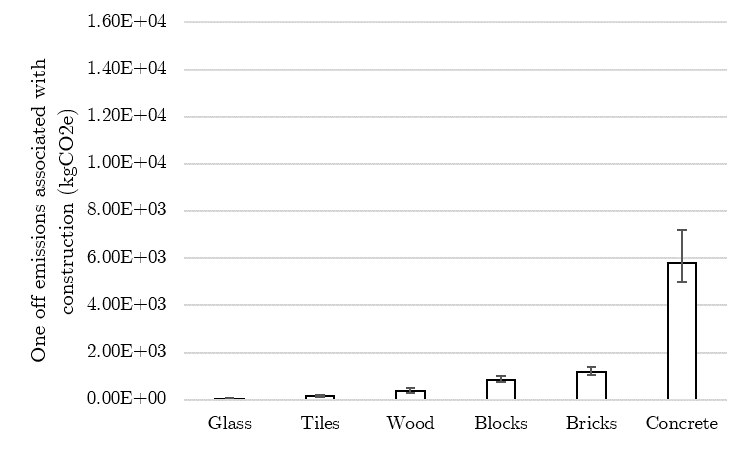 One off emissions associated with
construction (kgCO2e)
1.60E+04
1.40E+04
1.20E+04
1.00E+04
8.00E+03
6.00E+03
4.00E+03
2.00E+03
0.00E+00
Glass Tiles Wood Blocks Bricks Concrete